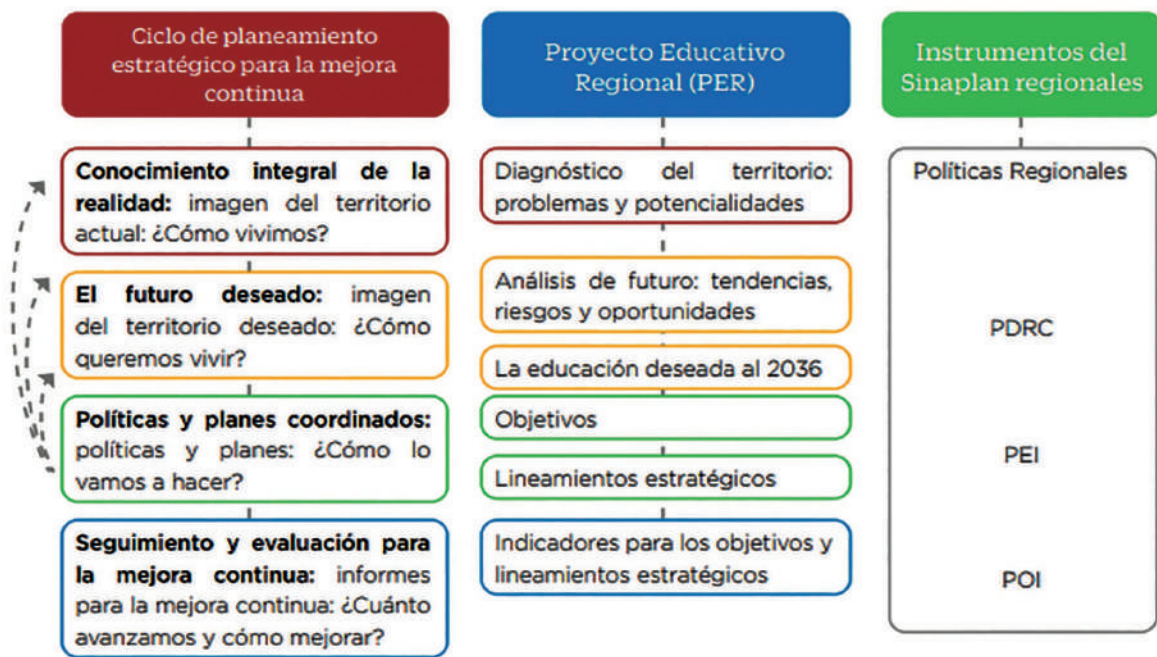 Ciclo de planeamiento
estratégico para la mejora
continua
Conocimiento integral de la
realidad: imagen del territorio
actual: ¿Cómo vivimos?
El futuro deseado: imagen
del territorio deseado: ¿Cómo
queremos vivir?
Políticas y planes coordinados:
políticas y planes: ¿Cómo lo
vamos a hacer?
Seguimiento y evaluación para
la mejora continua: informes
para la mejora continua: ¿Cuánto
avanzamos y cómo mejorar?
Proyecto Educativo
Regional (PER)
Diagnóstico del territorio:
problemas y potencialidades
Análisis de futuro: tendencias,
riesgos y oportunidades
La educación deseada al 2036
Objetivos
Lineamientos estratégicos
Indicadores para los objetivos y
lineamientos estratégicos
Instrumentos del
Sinaplan regionales
Políticas Regionales
PDRC
PEI
POI